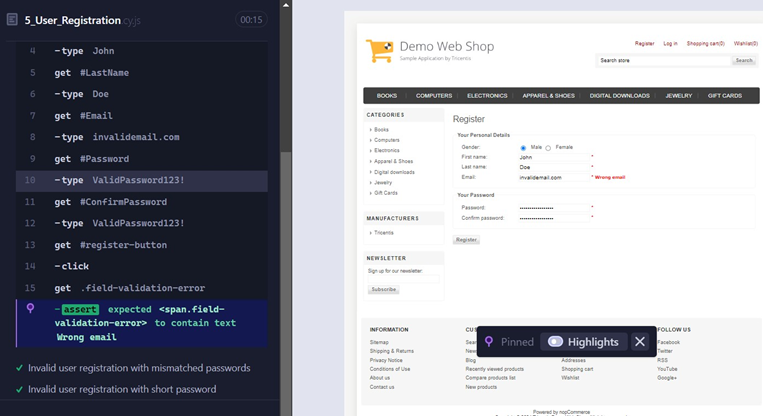 5_User_Registration.cy.js 00:15
4 -type John
5 get #LastName
6 -type Doe
7 get #Email
8 -type invalidemail.com
9 get #Password
10 -type ValidPassword123!
11 get #ConfirmPassword
12 -type ValidPassword123!
13 get #register-button
14 -click
15 get .field-validation-error
-assert expected <span.field-
validation-error> to contain text
Wrong email
Invalid user registration with mismatched passwords
Invalid user registration with short password
Demo Web Shop
Sample Application by Tricentis
Register Log in Shopping cart(0) Wishlist(0)
Search store Search
BOOKS COMPUTERS ELECTRONICS APPAREL & SHOES DIGITAL DOWNLOADS JEWELRY GIFT CARDS
CATEGORIES
Books
Computers
Electronics
Apparel & Shoes
Digital downloads
Jewelry
Gift Cards
MANUFACTURERS
Tricentis
NEWSLETTER
Sign up for our newsletter:
Subscribe
Register
Your Personal Details
Gender: Male Female
First name: John *
Last name: Doe *
Email: invalidemail.com * Wrong email
Your Password
Password: *
Confirm password: *
Register
INFORMATION
Sitemap
Shipping & Returns
Privacy Notice
Conditions of Use
About us
Contact us
CUS
Sear
News
Blog
Recently viewed products
Compare products list
New products
Addresses
Shopping cart
Wishlist
FOLLOW US
Facebook
Twitter
RSS
YouTube
Google+
Pinned Highlights
Powered by nopCommerce